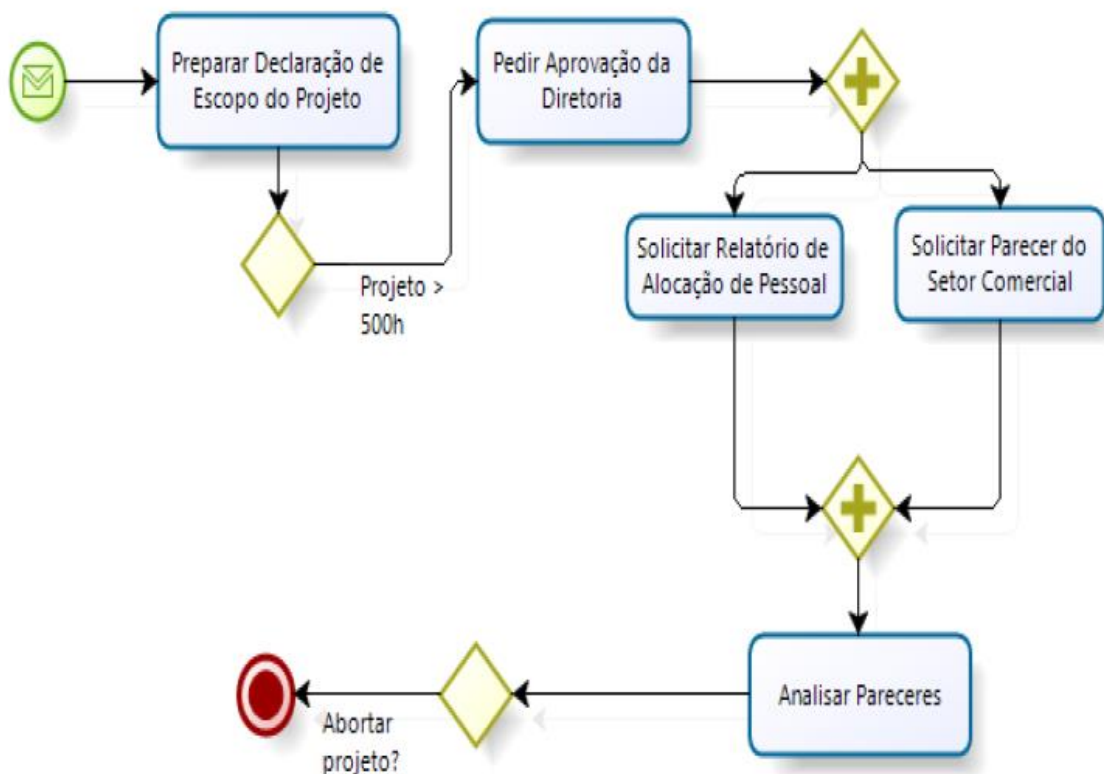 Preparar Declaração de
Escopo do Projeto
Pedir Aprovação da
Diretoria
Projeto >
500h
Solicitar Relatório de
Alocação de Pessoal
Solicitar Parecer do
Setor Comercial
Analisar Pareceres
Abortar
projeto?